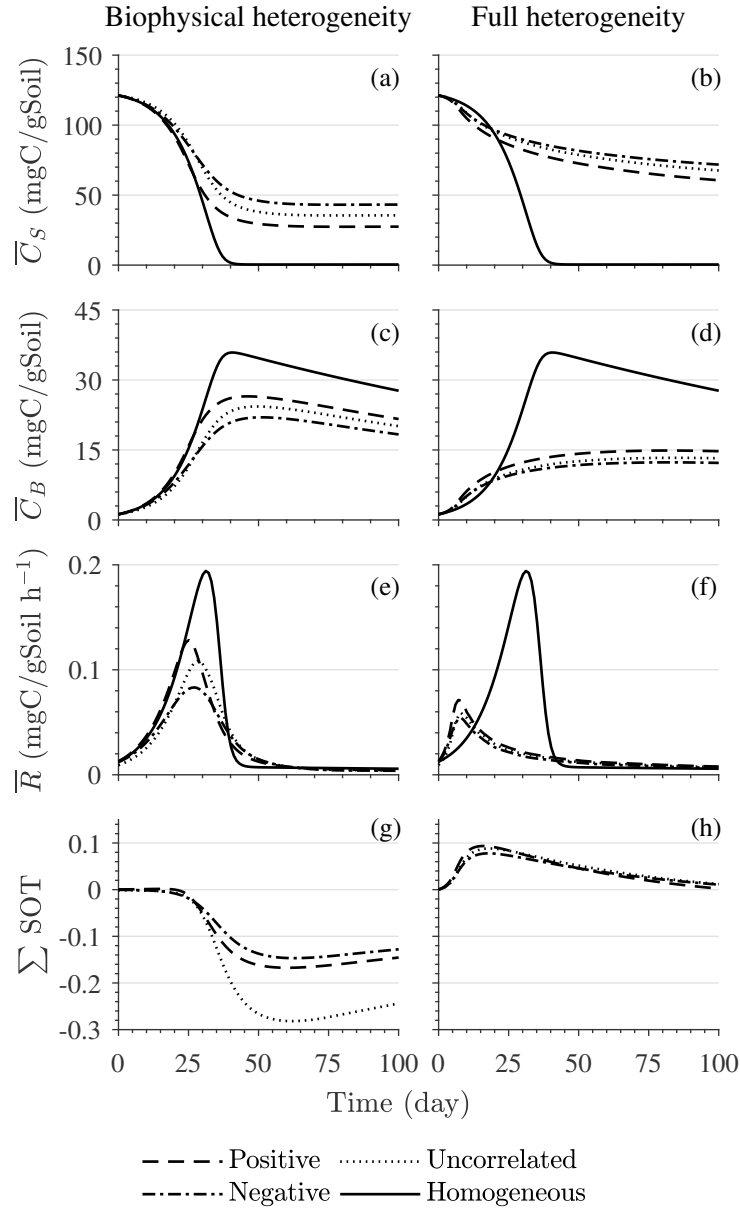 Biophysical heterogeneity Full heterogeneity
150
100
50
0
C̅_S (mgC/gSoil)
(a)
(b)
45
30
15
0
C̅_B (mgC/gSoil)
(c)
(d)
0.2
0.1
0
R̅ (mgC/gSoil h⁻¹)
(e)
(f)
0.1
0
-0.1
-0.2
-0.3
∑ SOT
(g)
(h)
0 25 50 75 100 0 25 50 75 100
Time (day)
Positive Uncorrelated
Negative Homogeneous